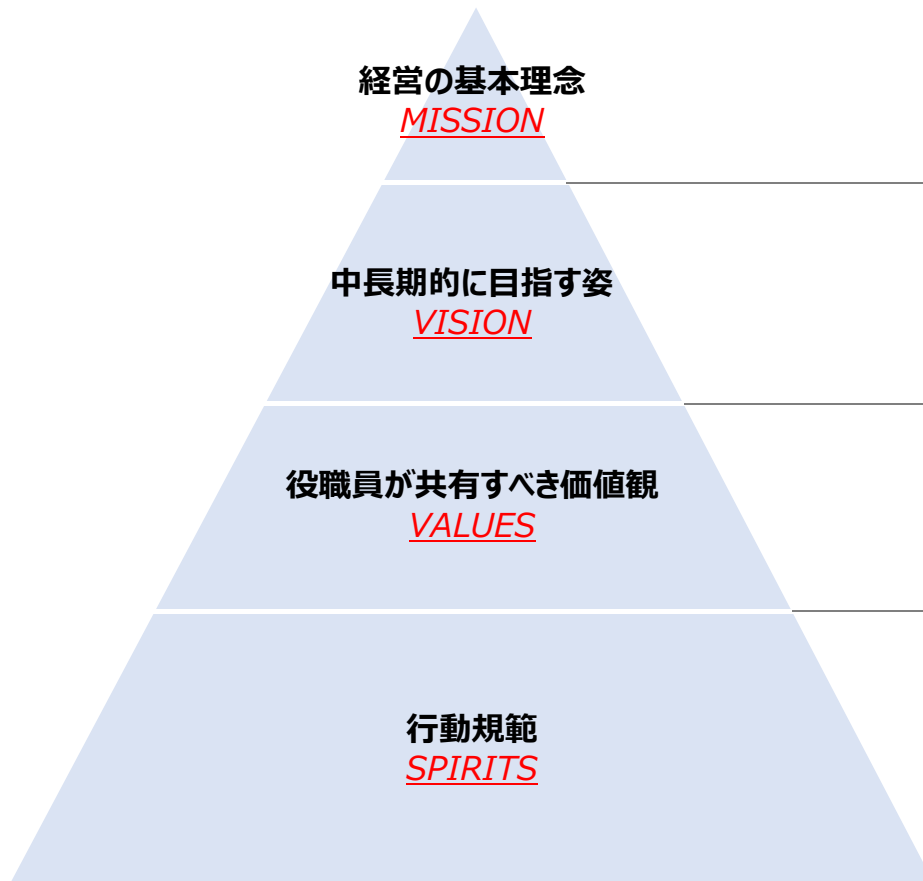 経営の基本理念
MISSION
中長期的に目指す姿
VISION
役職員が共有すべき価値観
VALUES
行動規範
SPIRITS